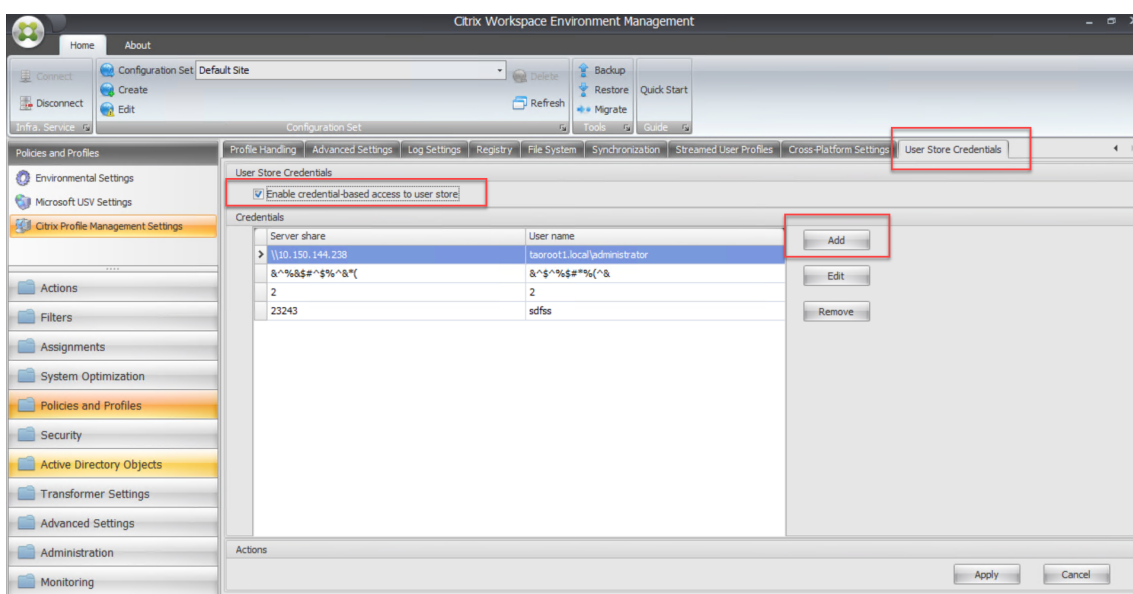 Citrix Workspace Environment Management
Home About
Connect
Disconnect
Infra. Service
Configuration Set Default Site
Create
Edit
Delete
Refresh
Configuration Set
Backup
Restore
Migrate
Tools
Quick Start
Guide
Policies and Profiles
Environmental Settings
Microsoft USV Settings
Citrix Profile Management Settings
Actions
Filters
Assignments
System Optimization
Policies and Profiles
Security
Active Directory Objects
Transformer Settings
Advanced Settings
Administration
Monitoring
Profile Handling Advanced Settings Log Settings Registry File System Synchronization Streamed User Profiles Cross-Platform Settings User Store Credentials
User Store Credentials
Enable credential-based access to user store
Credentials
Server share User name
\\10.150.144.238 taoroot1.local\administrator
&^%&$#^$%^&*( &^$^%$#*%(^&
2 2
23243 sdfss
Add
Edit
Remove
Actions
Apply Cancel